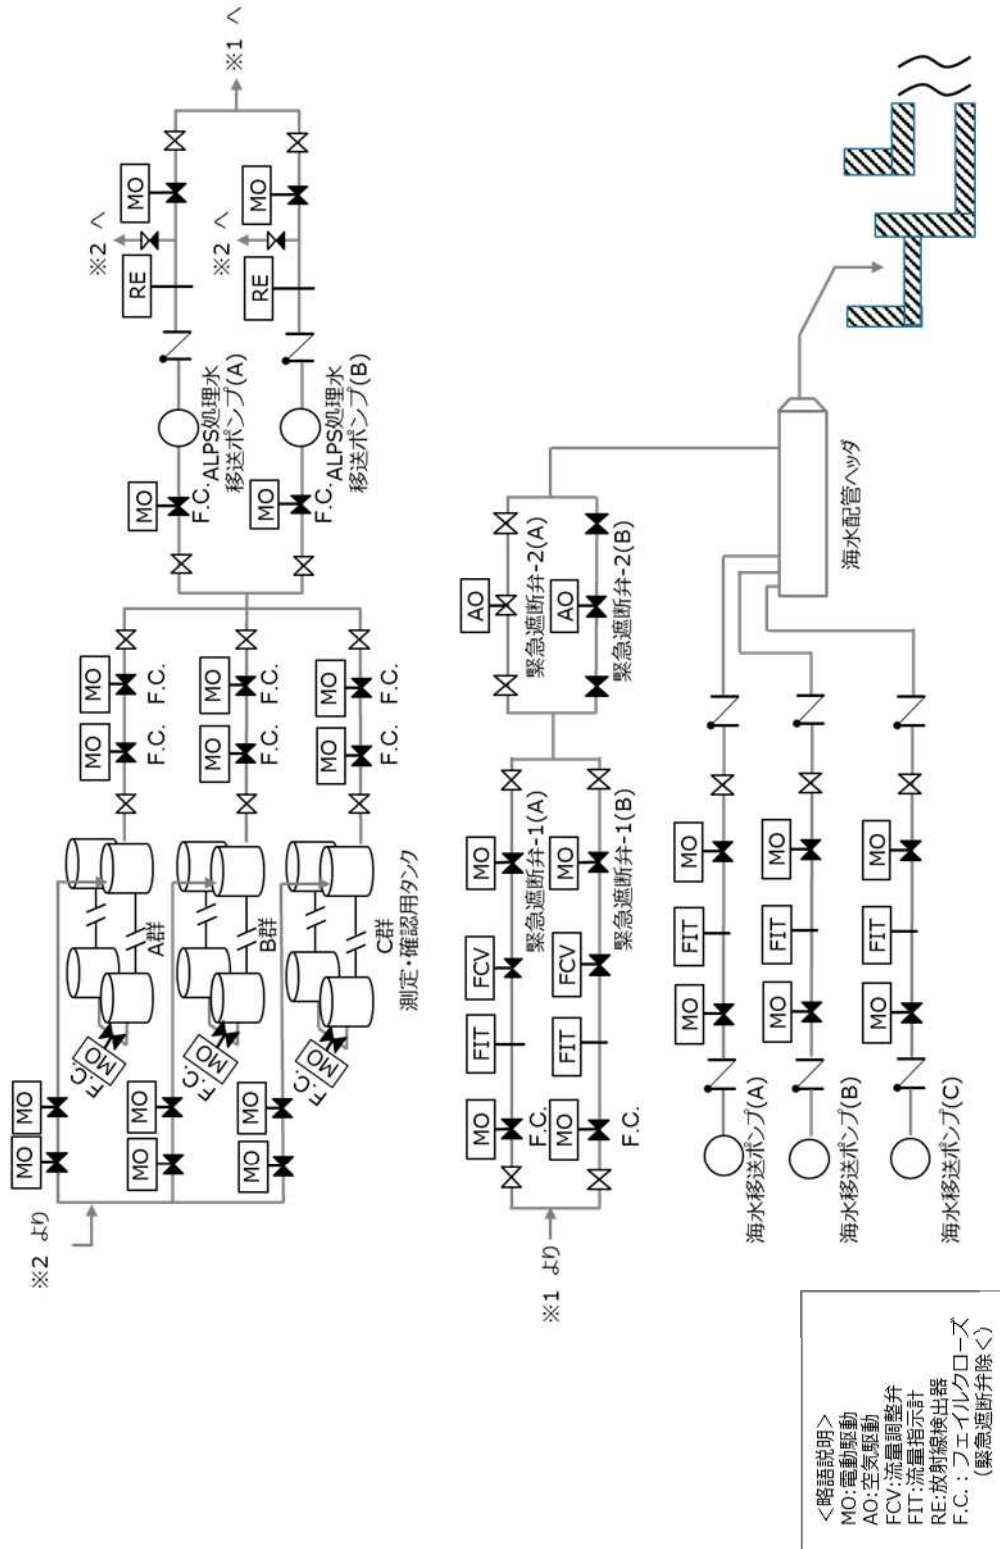 ※2 より
MO
MO
MO
MO
MO
MO
MO
F.C.
MO
F.C.
MO
F.C.
A群
B群
C群
測定・確認用タンク
MO
MO
F.C.
F.C.
MO
MO
F.C.
F.C.
MO
MO
F.C.
F.C.
MO
F.C.
ALPS処理水
移送ポンプ(A)
RE
※2 へ
MO
MO
F.C.
ALPS処理水
移送ポンプ(B)
RE
※2 へ
MO
※1 へ
※1 より
MO
F.C.
FIT
FCV
MO
緊急遮断弁-1(A)
MO
F.C.
FIT
FCV
MO
緊急遮断弁-1(B)
AO
緊急遮断弁-2(A)
AO
緊急遮断弁-2(B)
海水移送ポンプ(A)
MO
FIT
MO
海水移送ポンプ(B)
MO
FIT
MO
海水移送ポンプ(C)
MO
FIT
MO
海水配管ヘッダ
<略語説明>
MO:電動駆動
AO:空気駆動
FCV:流量調整弁
FIT:流量指示計
RE:放射線検出器
F.C.：フェイルクローズ
(緊急遮断弁除く)